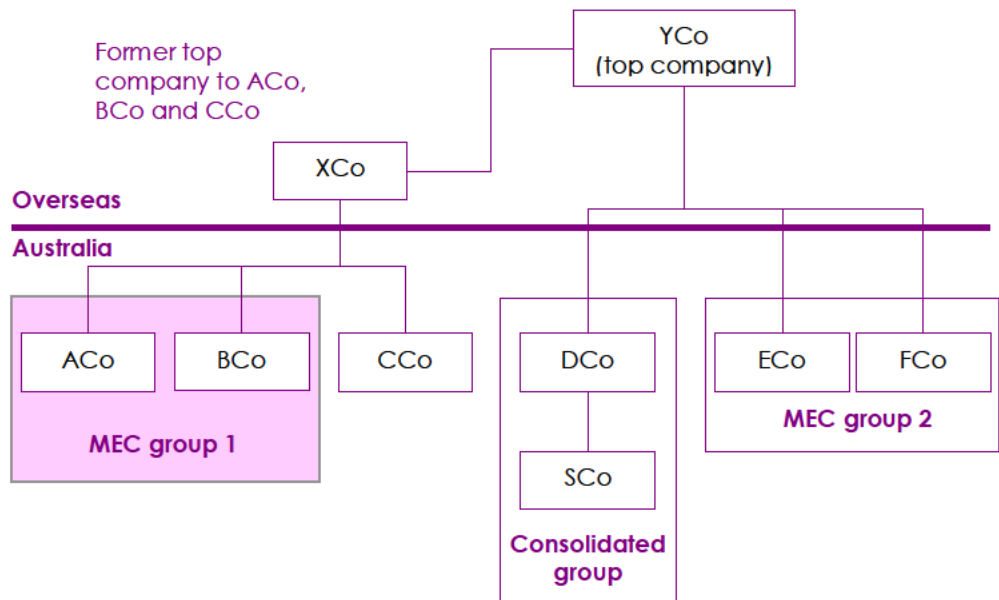 Former top
company to ACo,
BCo and CCo
YCo
(top company)
XCo
Overseas
Australia
ACo
BCo
CCo
DCo
ECo
FCo
MEC group 1
MEC group 2
SCo
Consolidated
group